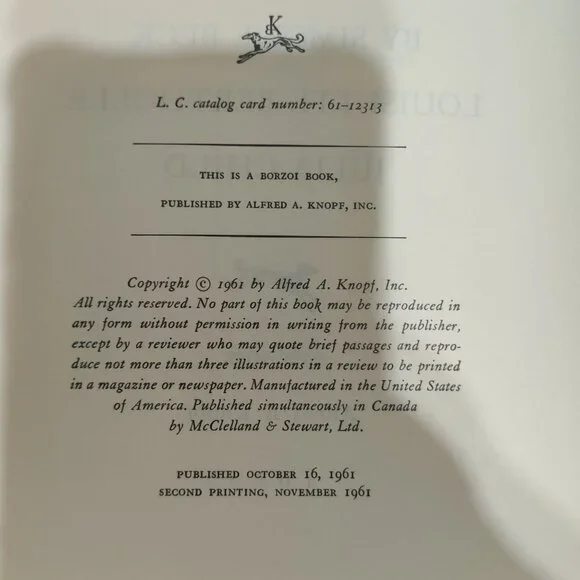 BK
L. C. catalog card number: 61–12313
THIS IS A BORZOI BOOK,
PUBLISHED BY ALFRED A. KNOPF, INC.
Copyright © 1961 by Alfred A. Knopf, Inc.
All rights reserved. No part of this book may be reproduced in
any form without permission in writing from the publisher,
except by a reviewer who may quote brief passages and repro-
duce not more than three illustrations in a review to be printed
in a magazine or newspaper. Manufactured in the United States
of America. Published simultaneously in Canada
by McClelland & Stewart, Ltd.
PUBLISHED OCTOBER 16, 1961
SECOND PRINTING, NOVEMBER 1961